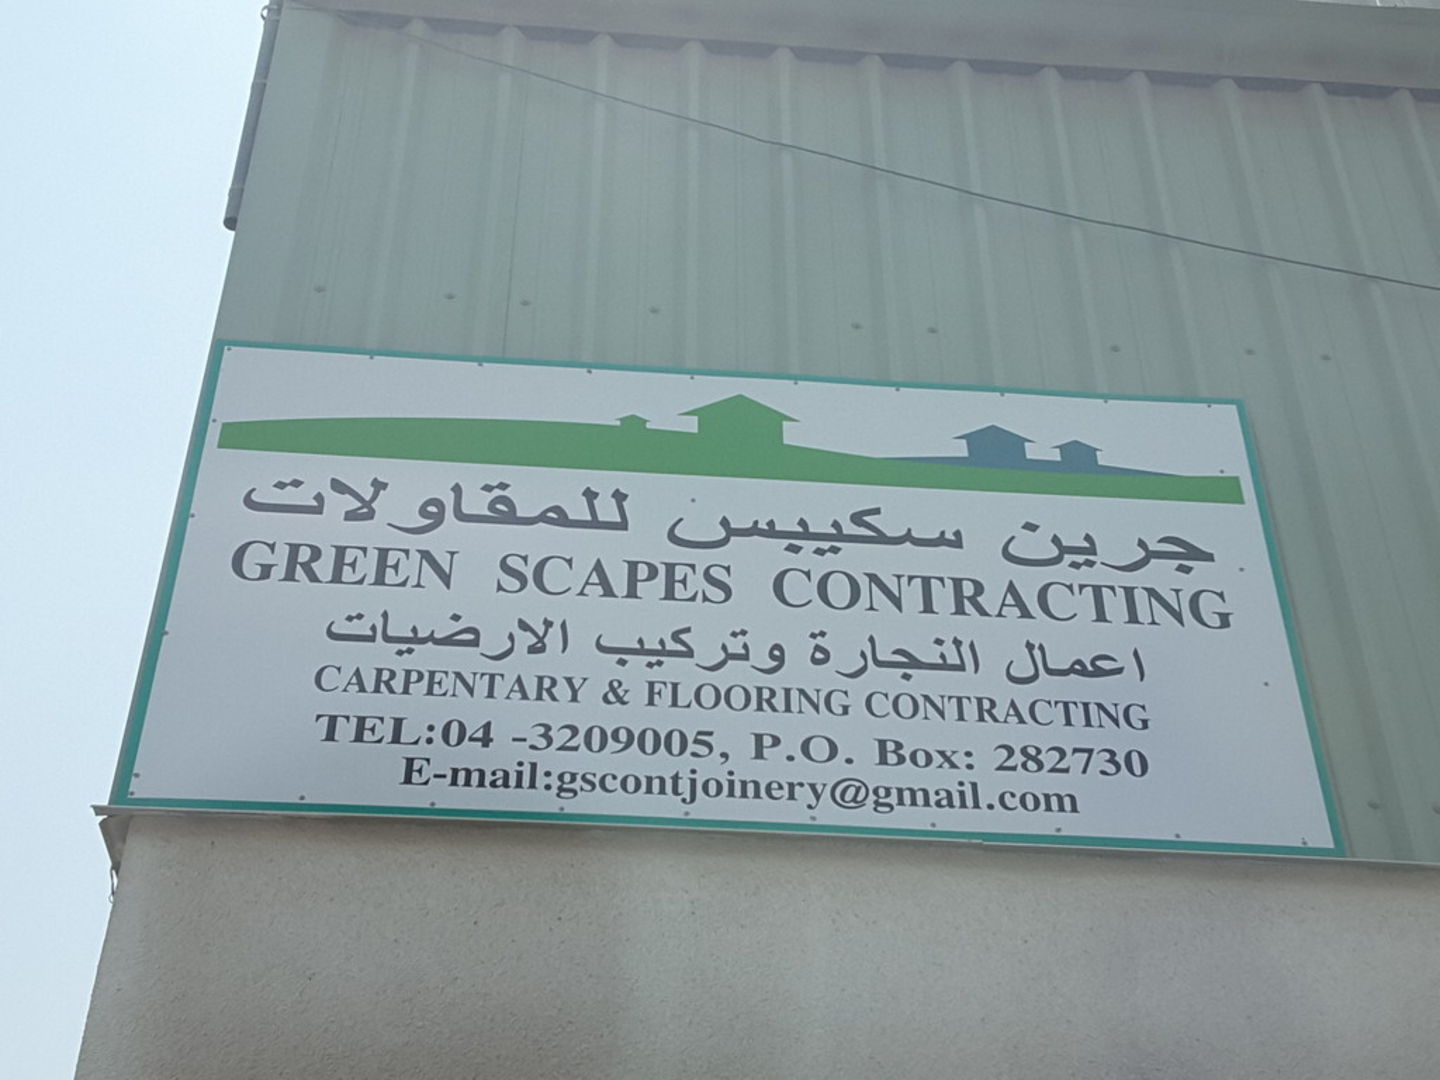 جرين سكيبس للمقاولات
GREEN SCAPES CONTRACTING
اعمال النجارة وتركيب الارضيات
CARPENTARY & FLOORING CONTRACTING
TEL:04 -3209005, P.O. Box: 282730
E-mail:gscontjoinery@gmail.com